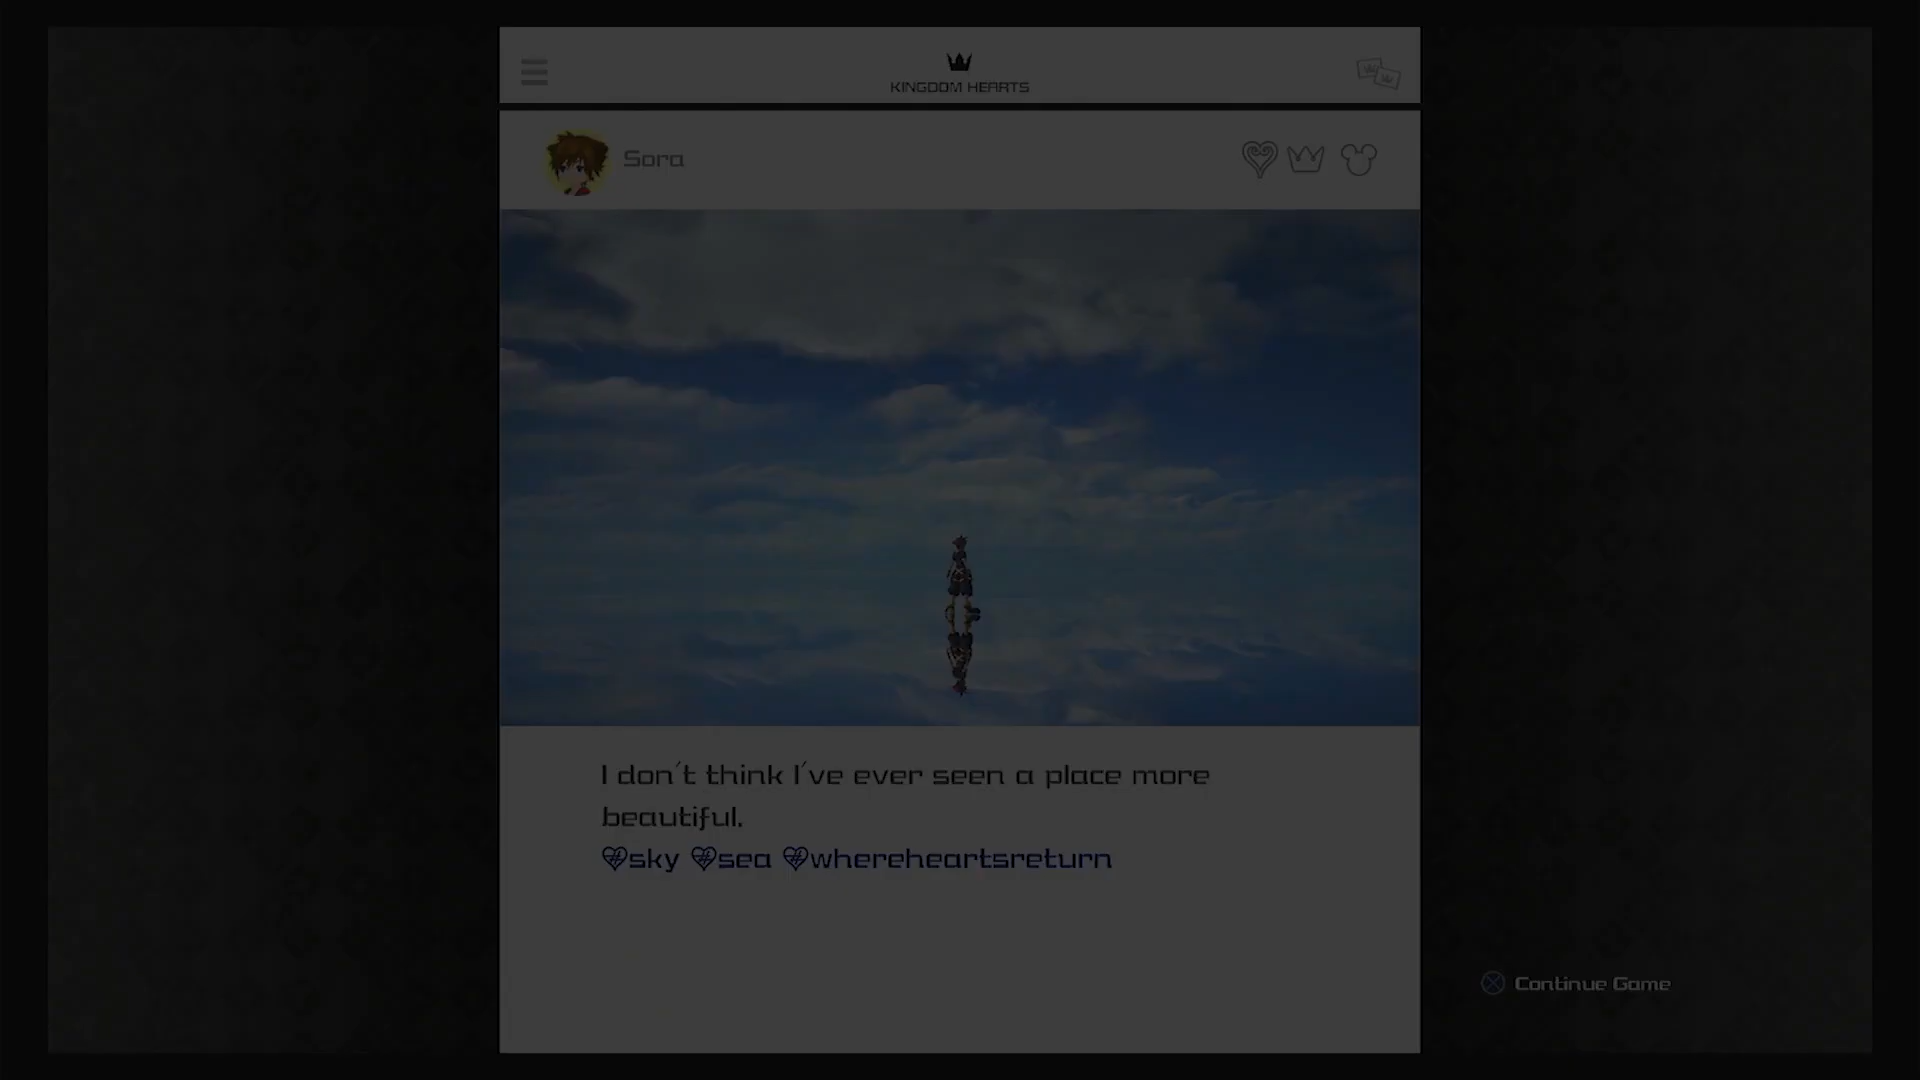 KINGDOM HEARTS
Sora
I don't think I've ever seen a place more
beautiful.
#sky #sea #whereheartsreturn
Continue Game